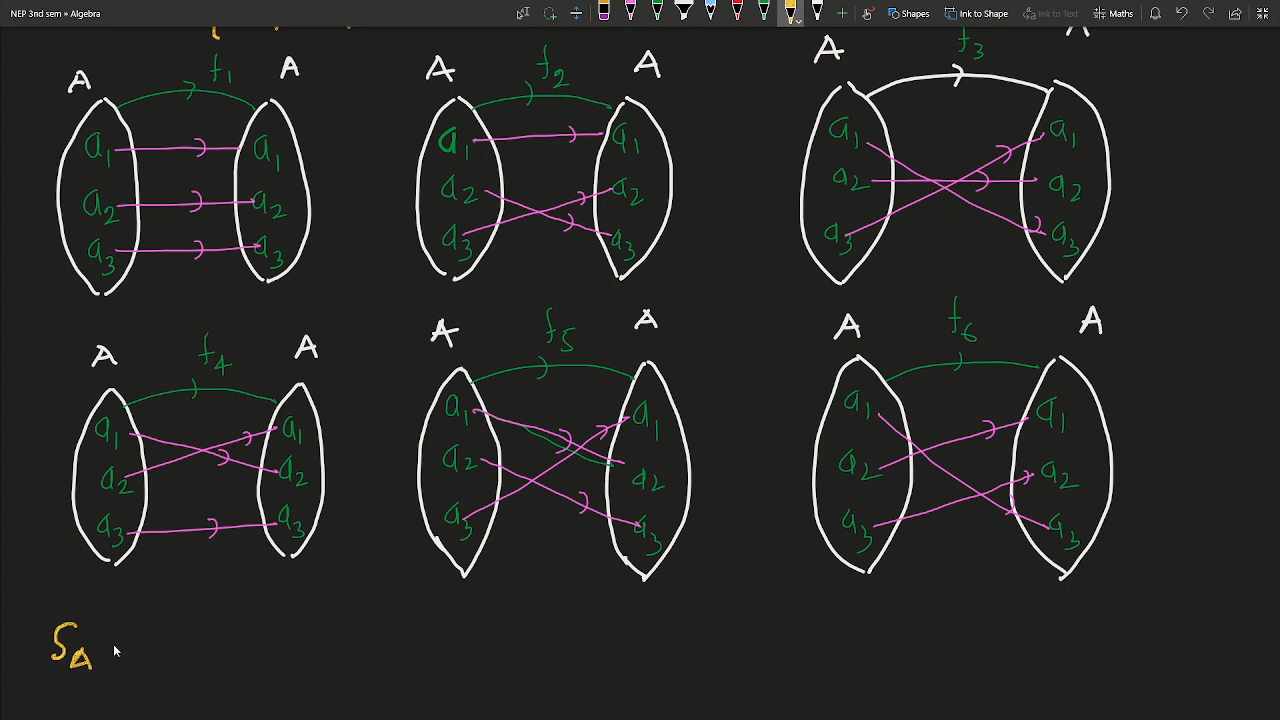 NEP 3rd sem » Algebra
Shapes Ink to Shape Ink to Text Maths
A f1 A A f2 A A f3 A
a1 a1 a1 a1 a1 a1
a2 a2 a2 a2 a2 a2
a3 a3 a3 a3 a3 a3
A f4 A A f5 A A f6 A
a1 a1 a1 a1 a1 a1
a2 a2 a2 a2 a2 a2
a3 a3 a3 a3 a3 a3
SA